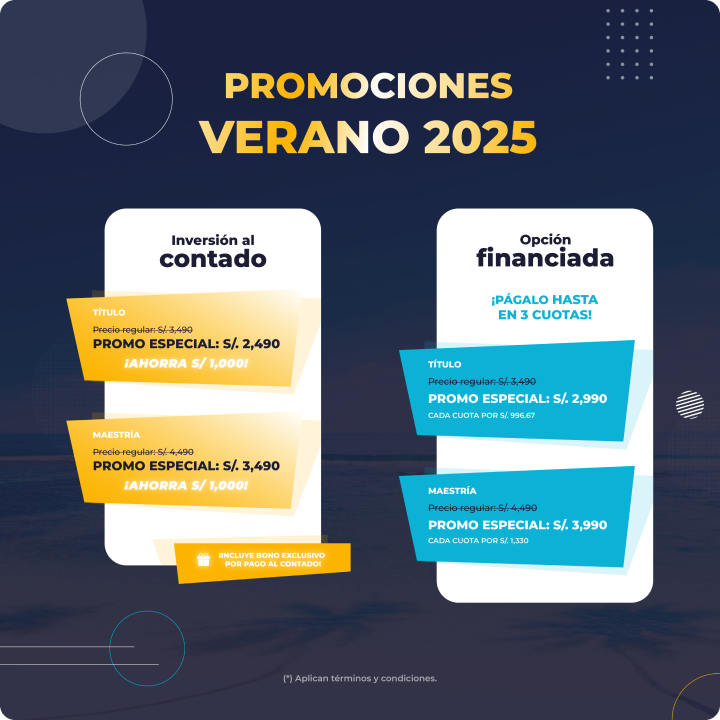 PROMOCIONES
VERANO 2025
Inversión al
contado
TÍTULO
Precio regular: S/. 3,490
PROMO ESPECIAL: S/. 2,490
¡AHORRA S/ 1,000!
MAESTRÍA
Precio regular: S/. 4,490
PROMO ESPECIAL: S/. 3,490
¡AHORRA S/ 1,000!
¡INCLUYE BONO EXCLUSIVO
POR PAGO AL CONTADO!
Opción
financiada
¡PÁGALO HASTA
EN 3 CUOTAS!
TÍTULO
Precio regular: S/. 3,490
PROMO ESPECIAL: S/. 2,990
CADA CUOTA POR S/. 996.67
MAESTRÍA
Precio regular: S/. 4,490
PROMO ESPECIAL: S/. 3,990
CADA CUOTA POR S/. 1,330
(*) Aplican términos y condiciones.